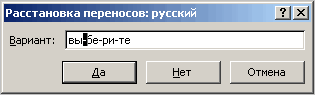 Расстановка переносов: русский
Вариант: вы-бе-ри-те
Да Нет Отмена